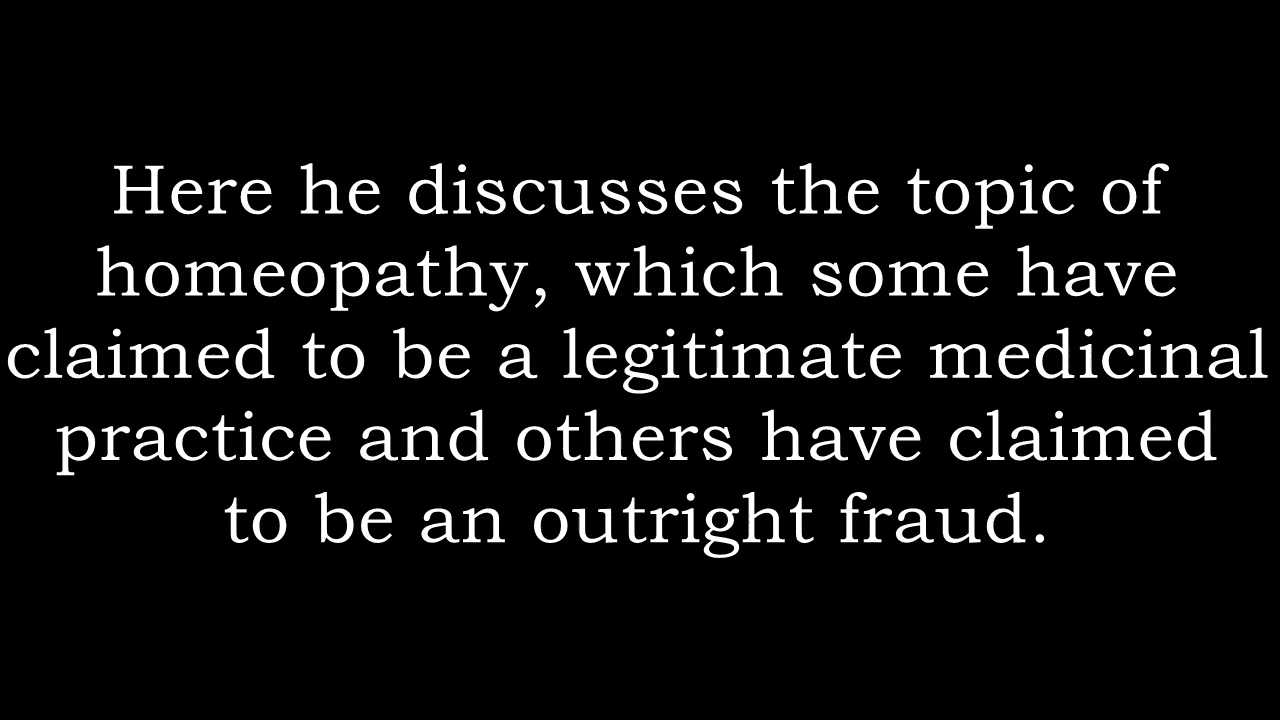 Here he discusses the topic of
homeopathy, which some have
claimed to be a legitimate medicinal
practice and others have claimed
to be an outright fraud.